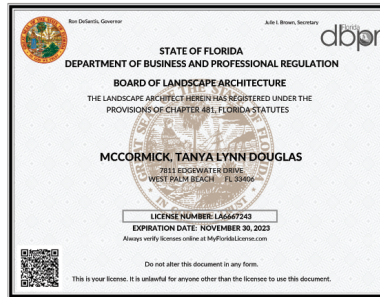 Ron DeSantis, Governor
Julie I. Brown, Secretary
Florida
dbpr
STATE OF FLORIDA
DEPARTMENT OF BUSINESS AND PROFESSIONAL REGULATION
BOARD OF LANDSCAPE ARCHITECTURE
THE LANDSCAPE ARCHITECT HEREIN HAS REGISTERED UNDER THE
PROVISIONS OF CHAPTER 481, FLORIDA STATUTES
MCCORMICK, TANYA LYNN DOUGLAS
7811 EDGEWATER DRIVE
WEST PALM BEACH FL 33406
LICENSE NUMBER: LA6667243
EXPIRATION DATE: NOVEMBER 30, 2023
Always verify licenses online at MyFloridaLicense.com
Do not alter this document in any form.
This is your license. It is unlawful for anyone other than the licensee to use this document.